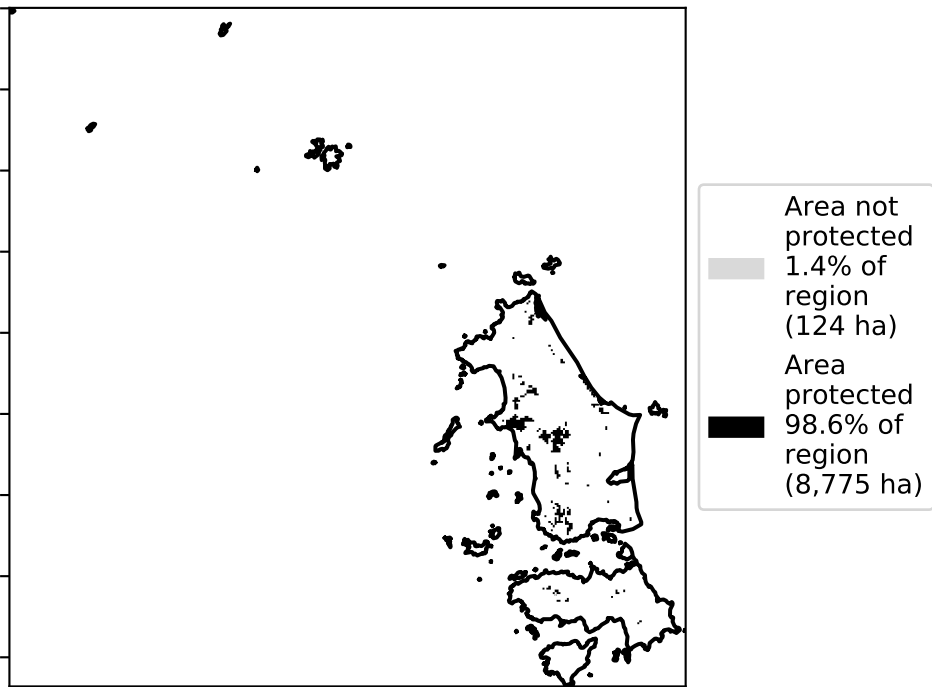 Area not
protected
1.4% of
region
(124 ha)
Area
protected
98.6% of
region
(8,775 ha)